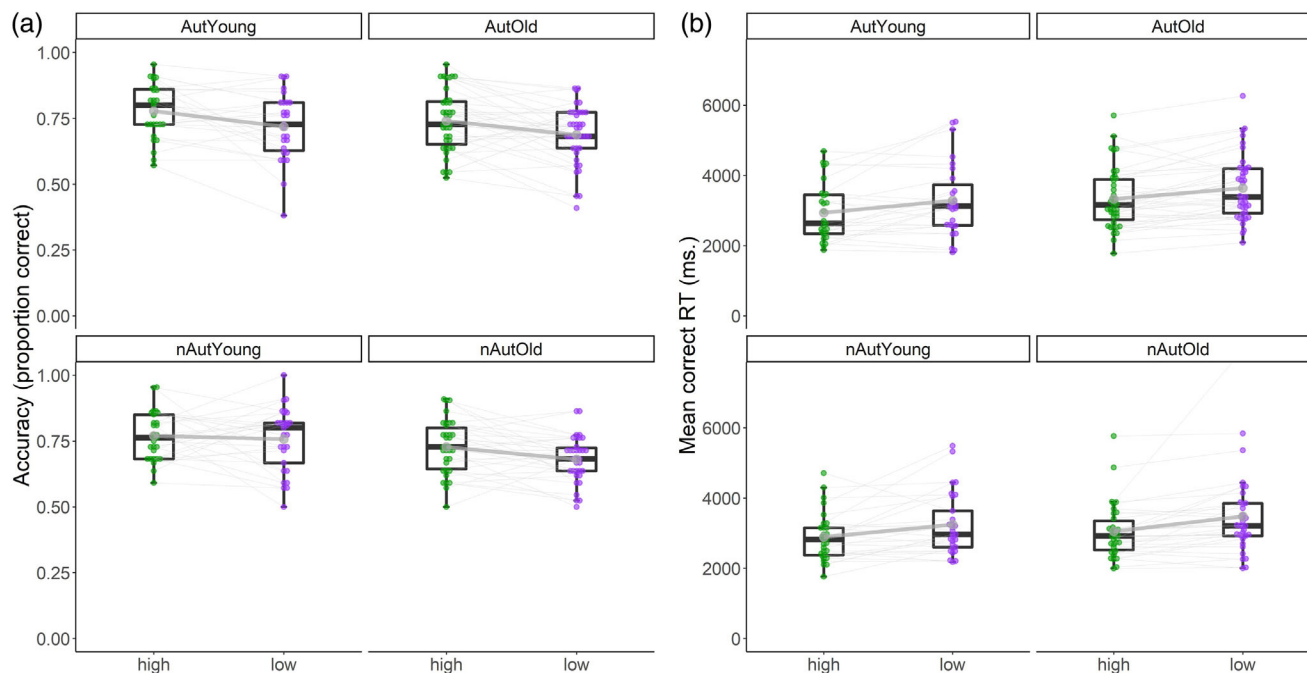 (a)
AutYoung
AutOld
1.00
0.75
0.50
0.25
0.00
nAutYoung
nAutOld
1.00
0.75
0.50
0.25
0.00
Accuracy (proportion correct)
high
low
high
low
(b)
AutYoung
AutOld
6000
4000
2000
0
nAutYoung
nAutOld
6000
4000
2000
0
Mean correct RT (ms.)
high
low
high
low